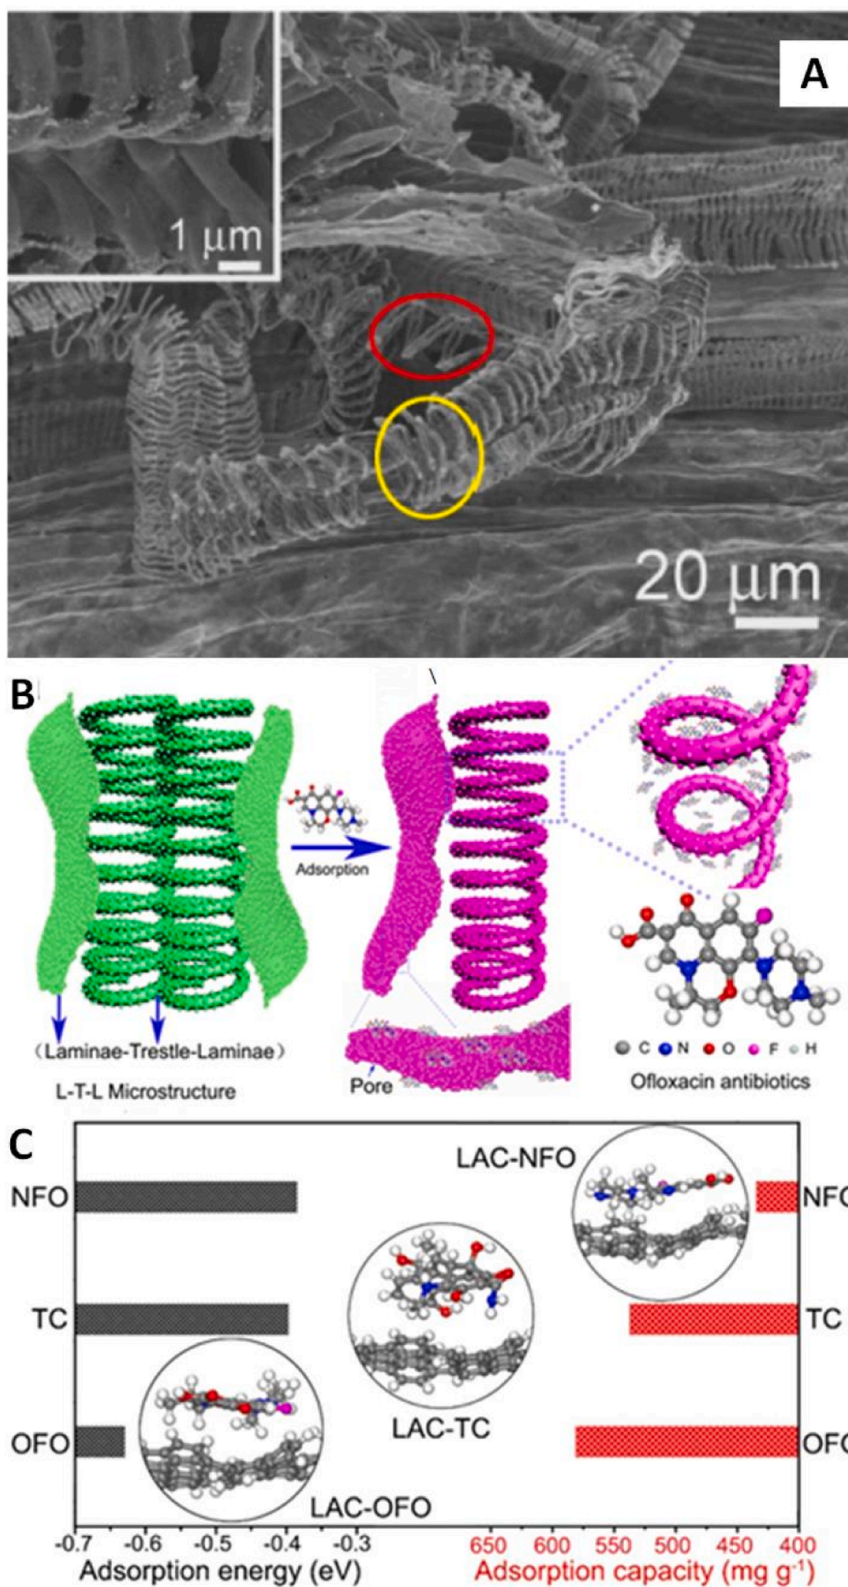 A
1 μm
20 μm
B
\
Adsorption
(Laminae-Trestle-Laminae)
L-T-L Microstructure
Pore
C N O F H
Ofloxacin antibiotics
C
LAC-NFO
NFO
NFO
TC
TC
LAC-TC
OFO
OFO
LAC-OFO
-0.7 -0.6 -0.5 -0.4 -0.3 650 600 550 500 450 400
Adsorption energy (eV) Adsorption capacity (mg g⁻¹)